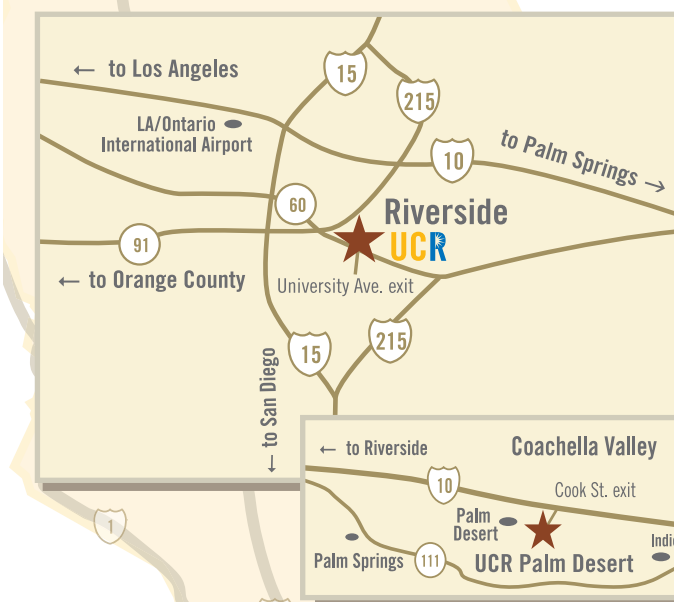 ← to Los Angeles
15
215
LA/Ontario
International Airport
10
to Palm Springs →
60
Riverside
UCR
91
← to Orange County
University Ave. exit
15
215
← to San Diego
← to Riverside
Coachella Valley
10
Cook St. exit
Palm
Desert
Palm Springs
111
UCR Palm Desert
1